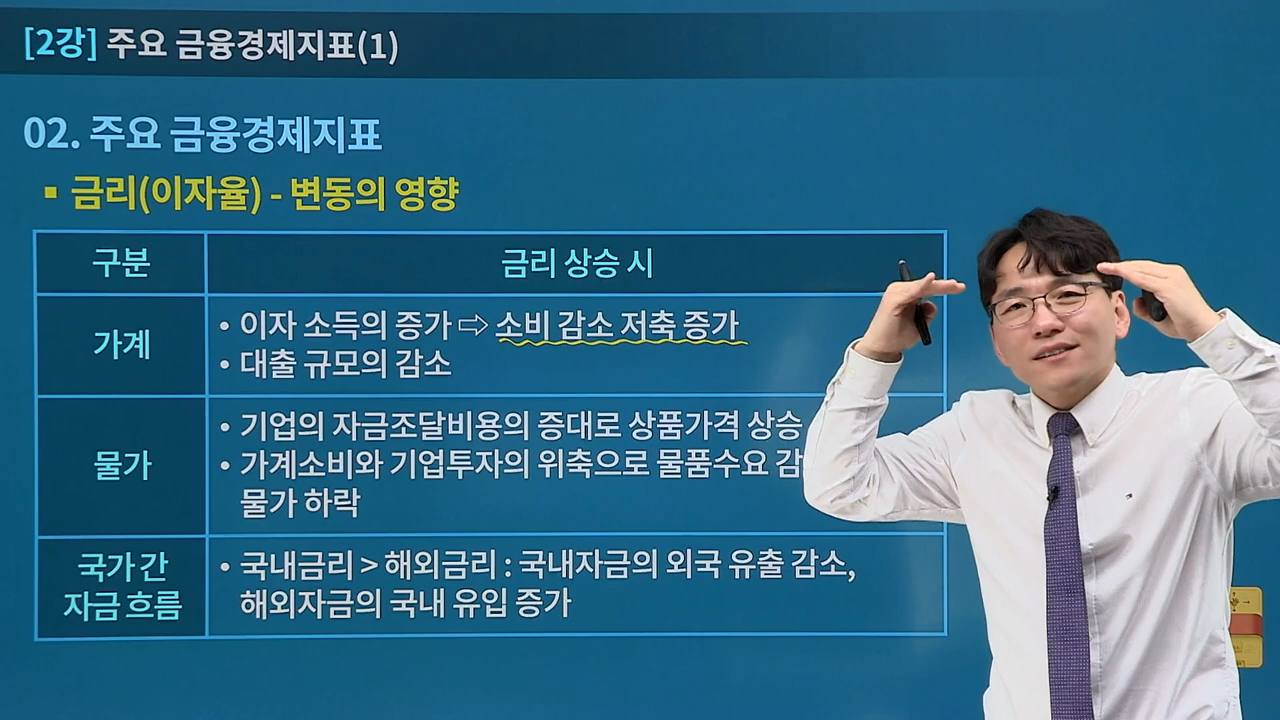 [2강] 주요 금융경제지표(1)
02. 주요 금융경제지표
▪ 금리(이자율) - 변동의 영향
구분
금리 상승 시
가계
• 이자 소득의 증가 ⇨ 소비 감소 저축 증가
• 대출 규모의 감소
물가
• 기업의 자금조달비용의 증대로 상품가격 상승
• 가계소비와 기업투자의 위축으로 물품수요 감
물가 하락
국가 간
자금 흐름
• 국내금리 > 해외금리 : 국내자금의 외국 유출 감소,
해외자금의 국내 유입 증가